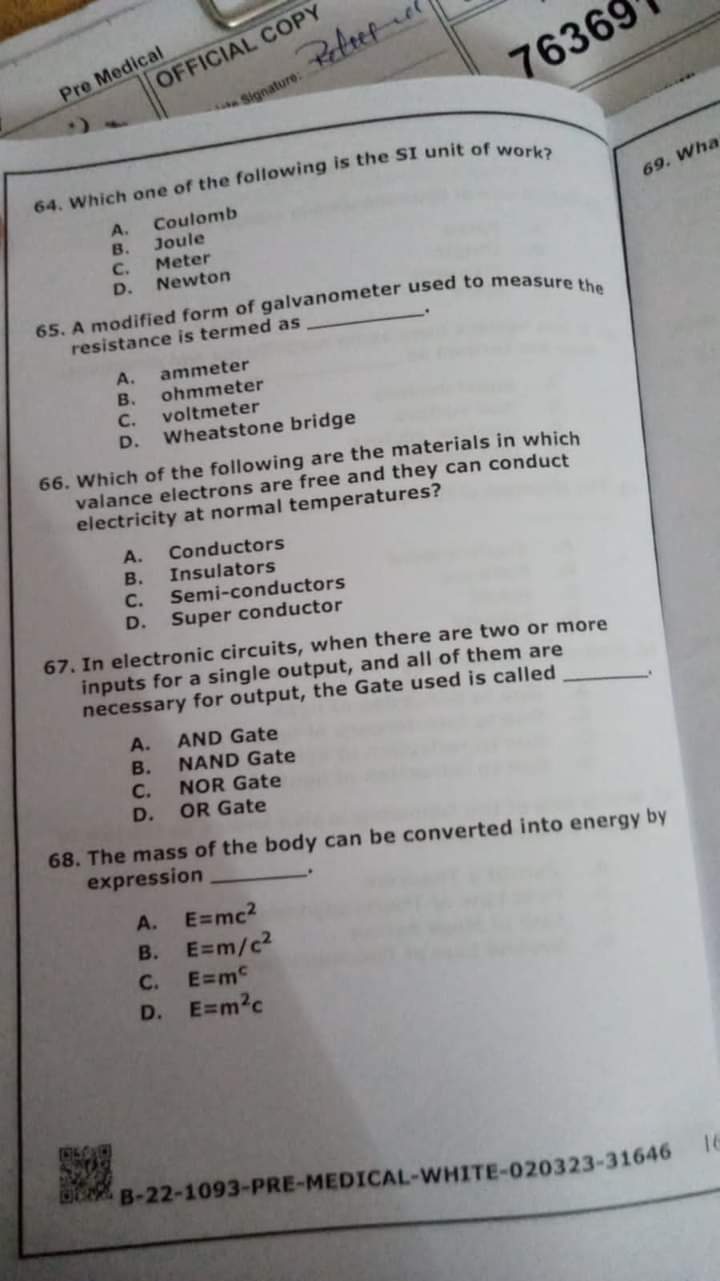 Pre Medical
OFFICIAL COPY
Signature:
76369
64. Which one of the following is the SI unit of work?
A. Coulomb
B. Joule
C. Meter
D. Newton
65. A modified form of galvanometer used to measure the
resistance is termed as ________.
A. ammeter
B. ohmmeter
C. voltmeter
D. Wheatstone bridge
66. Which of the following are the materials in which
valance electrons are free and they can conduct
electricity at normal temperatures?
A. Conductors
B. Insulators
C. Semi-conductors
D. Super conductor
67. In electronic circuits, when there are two or more
inputs for a single output, and all of them are
necessary for output, the Gate used is called ________.
A. AND Gate
B. NAND Gate
C. NOR Gate
D. OR Gate
68. The mass of the body can be converted into energy by
expression ________.
A. E=mc²
B. E=m/c²
C. E=mᶜ
D. E=m²c
B-22-1093-PRE-MEDICAL-WHITE-020323-31646
69. Wha